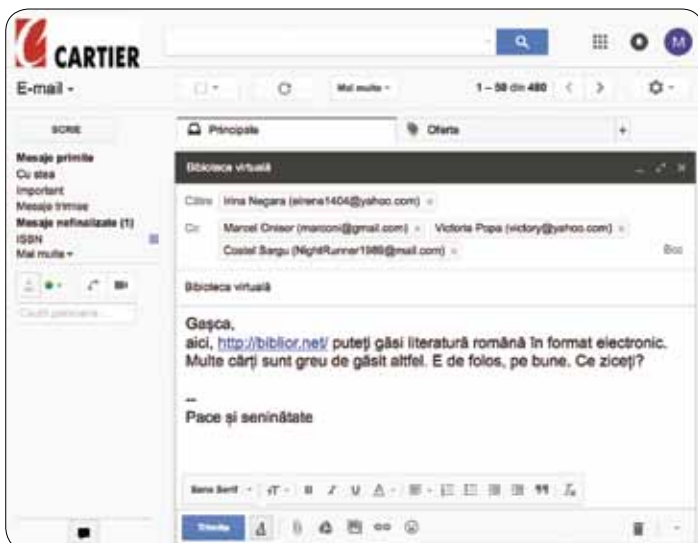 CARTIER
M
E-mail
Mai multe
1 – 50 din 480
SCRIE
Principale
Oferte
+
Mesaje primite
Cu stea
Important
Mesaje trimise
Mesaje nefinalizate (1)
ISBN
Mai multe
Biblioteca virtuală
Către Irina Negara (eirene1404@yahoo.com)
Cc Marcel Onisor (marconi@gmail.com) Victoria Popa (victory@yahoo.com)
Costel Sargu (NightRunner1986@mail.com) Bcc
Biblioteca virtuală
Gașca,
aici, http://biblior.net/ puteți găsi literatură română în format electronic.
Multe cărți sunt greu de găsit altfel. E de folos, pe bune. Ce ziceți?
--
Pace și seninătate
Sans Serif
Trimite